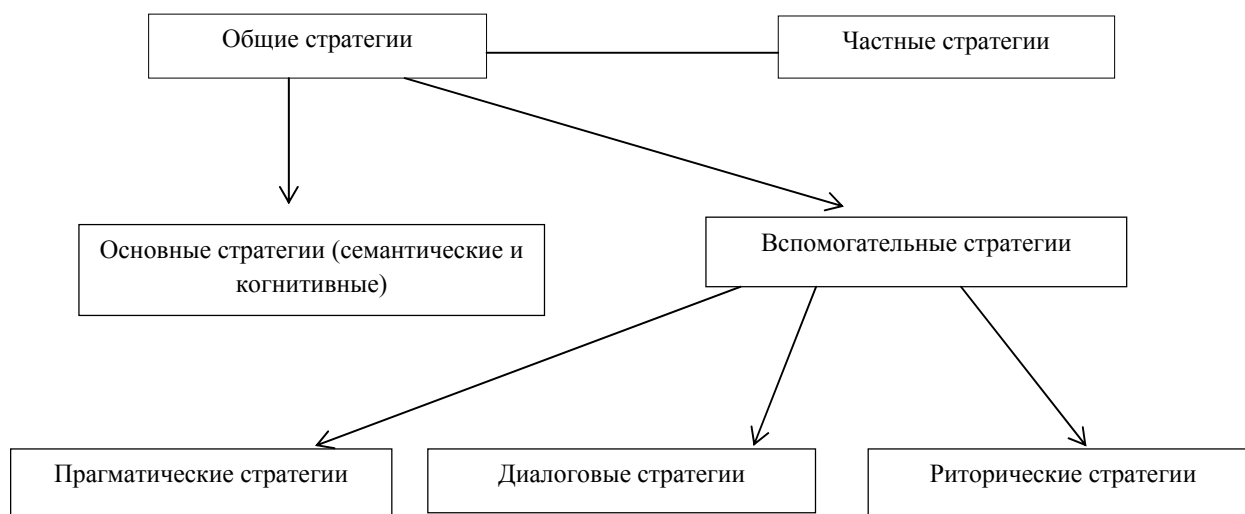 Общие стратегии
Частные стратегии
Основные стратегии (семантические и
когнитивные)
Вспомогательные стратегии
Прагматические стратегии
Диалоговые стратегии
Риторические стратегии